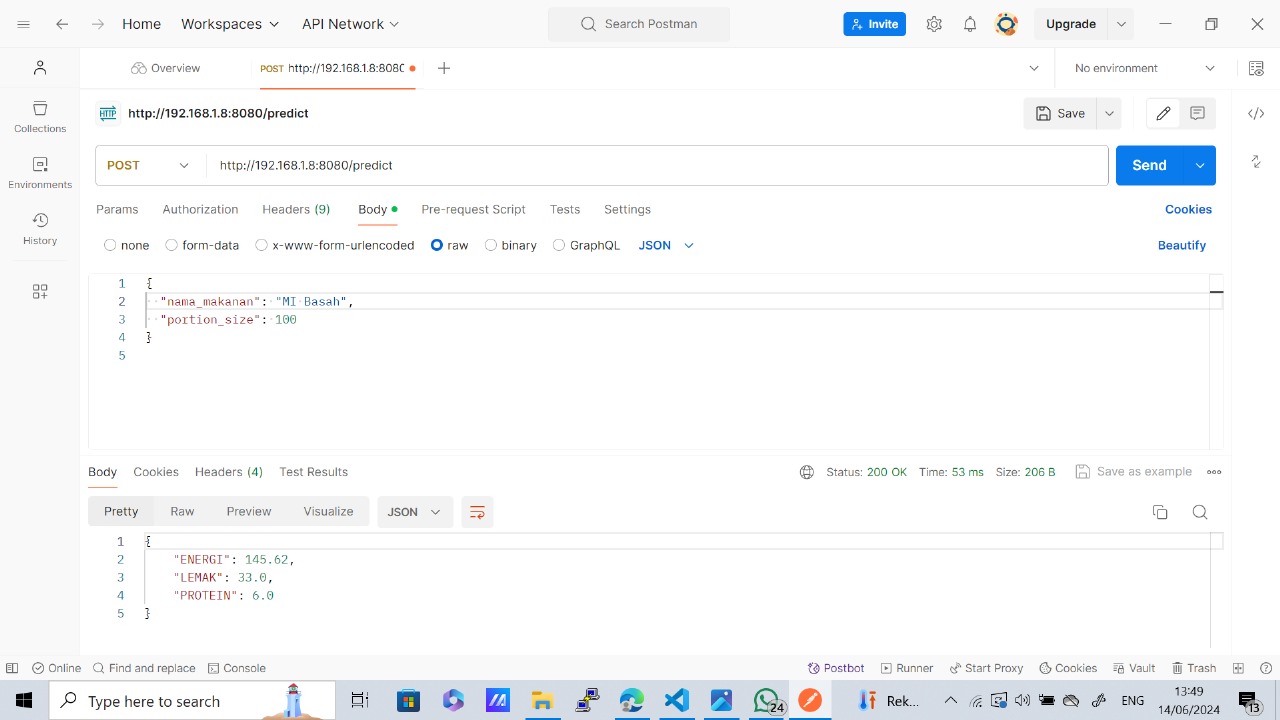 Home Workspaces API Network Search Postman Invite Upgrade
Overview POST http://192.168.1.8:8080 No environment
HTTP http://192.168.1.8:8080/predict Save
POST http://192.168.1.8:8080/predict Send
Params Authorization Headers (9) Body Pre-request Script Tests Settings Cookies
none form-data x-www-form-urlencoded raw binary GraphQL JSON Beautify
Collections
Environments
History
1 {
2 "nama_makanan": "MI Basah",
3 "portion_size": 100
4 }
5
Body Cookies Headers (4) Test Results Status: 200 OK Time: 53 ms Size: 206 B Save as example
Pretty Raw Preview Visualize JSON
1 {
2 "ENERGI": 145.62,
3 "LEMAK": 33.0,
4 "PROTEIN": 6.0
5 }
Online Find and replace Console Postbot Runner Start Proxy Cookies Vault Trash
Type here to search 24 Rek... ENG 13:49
14/06/2024 13